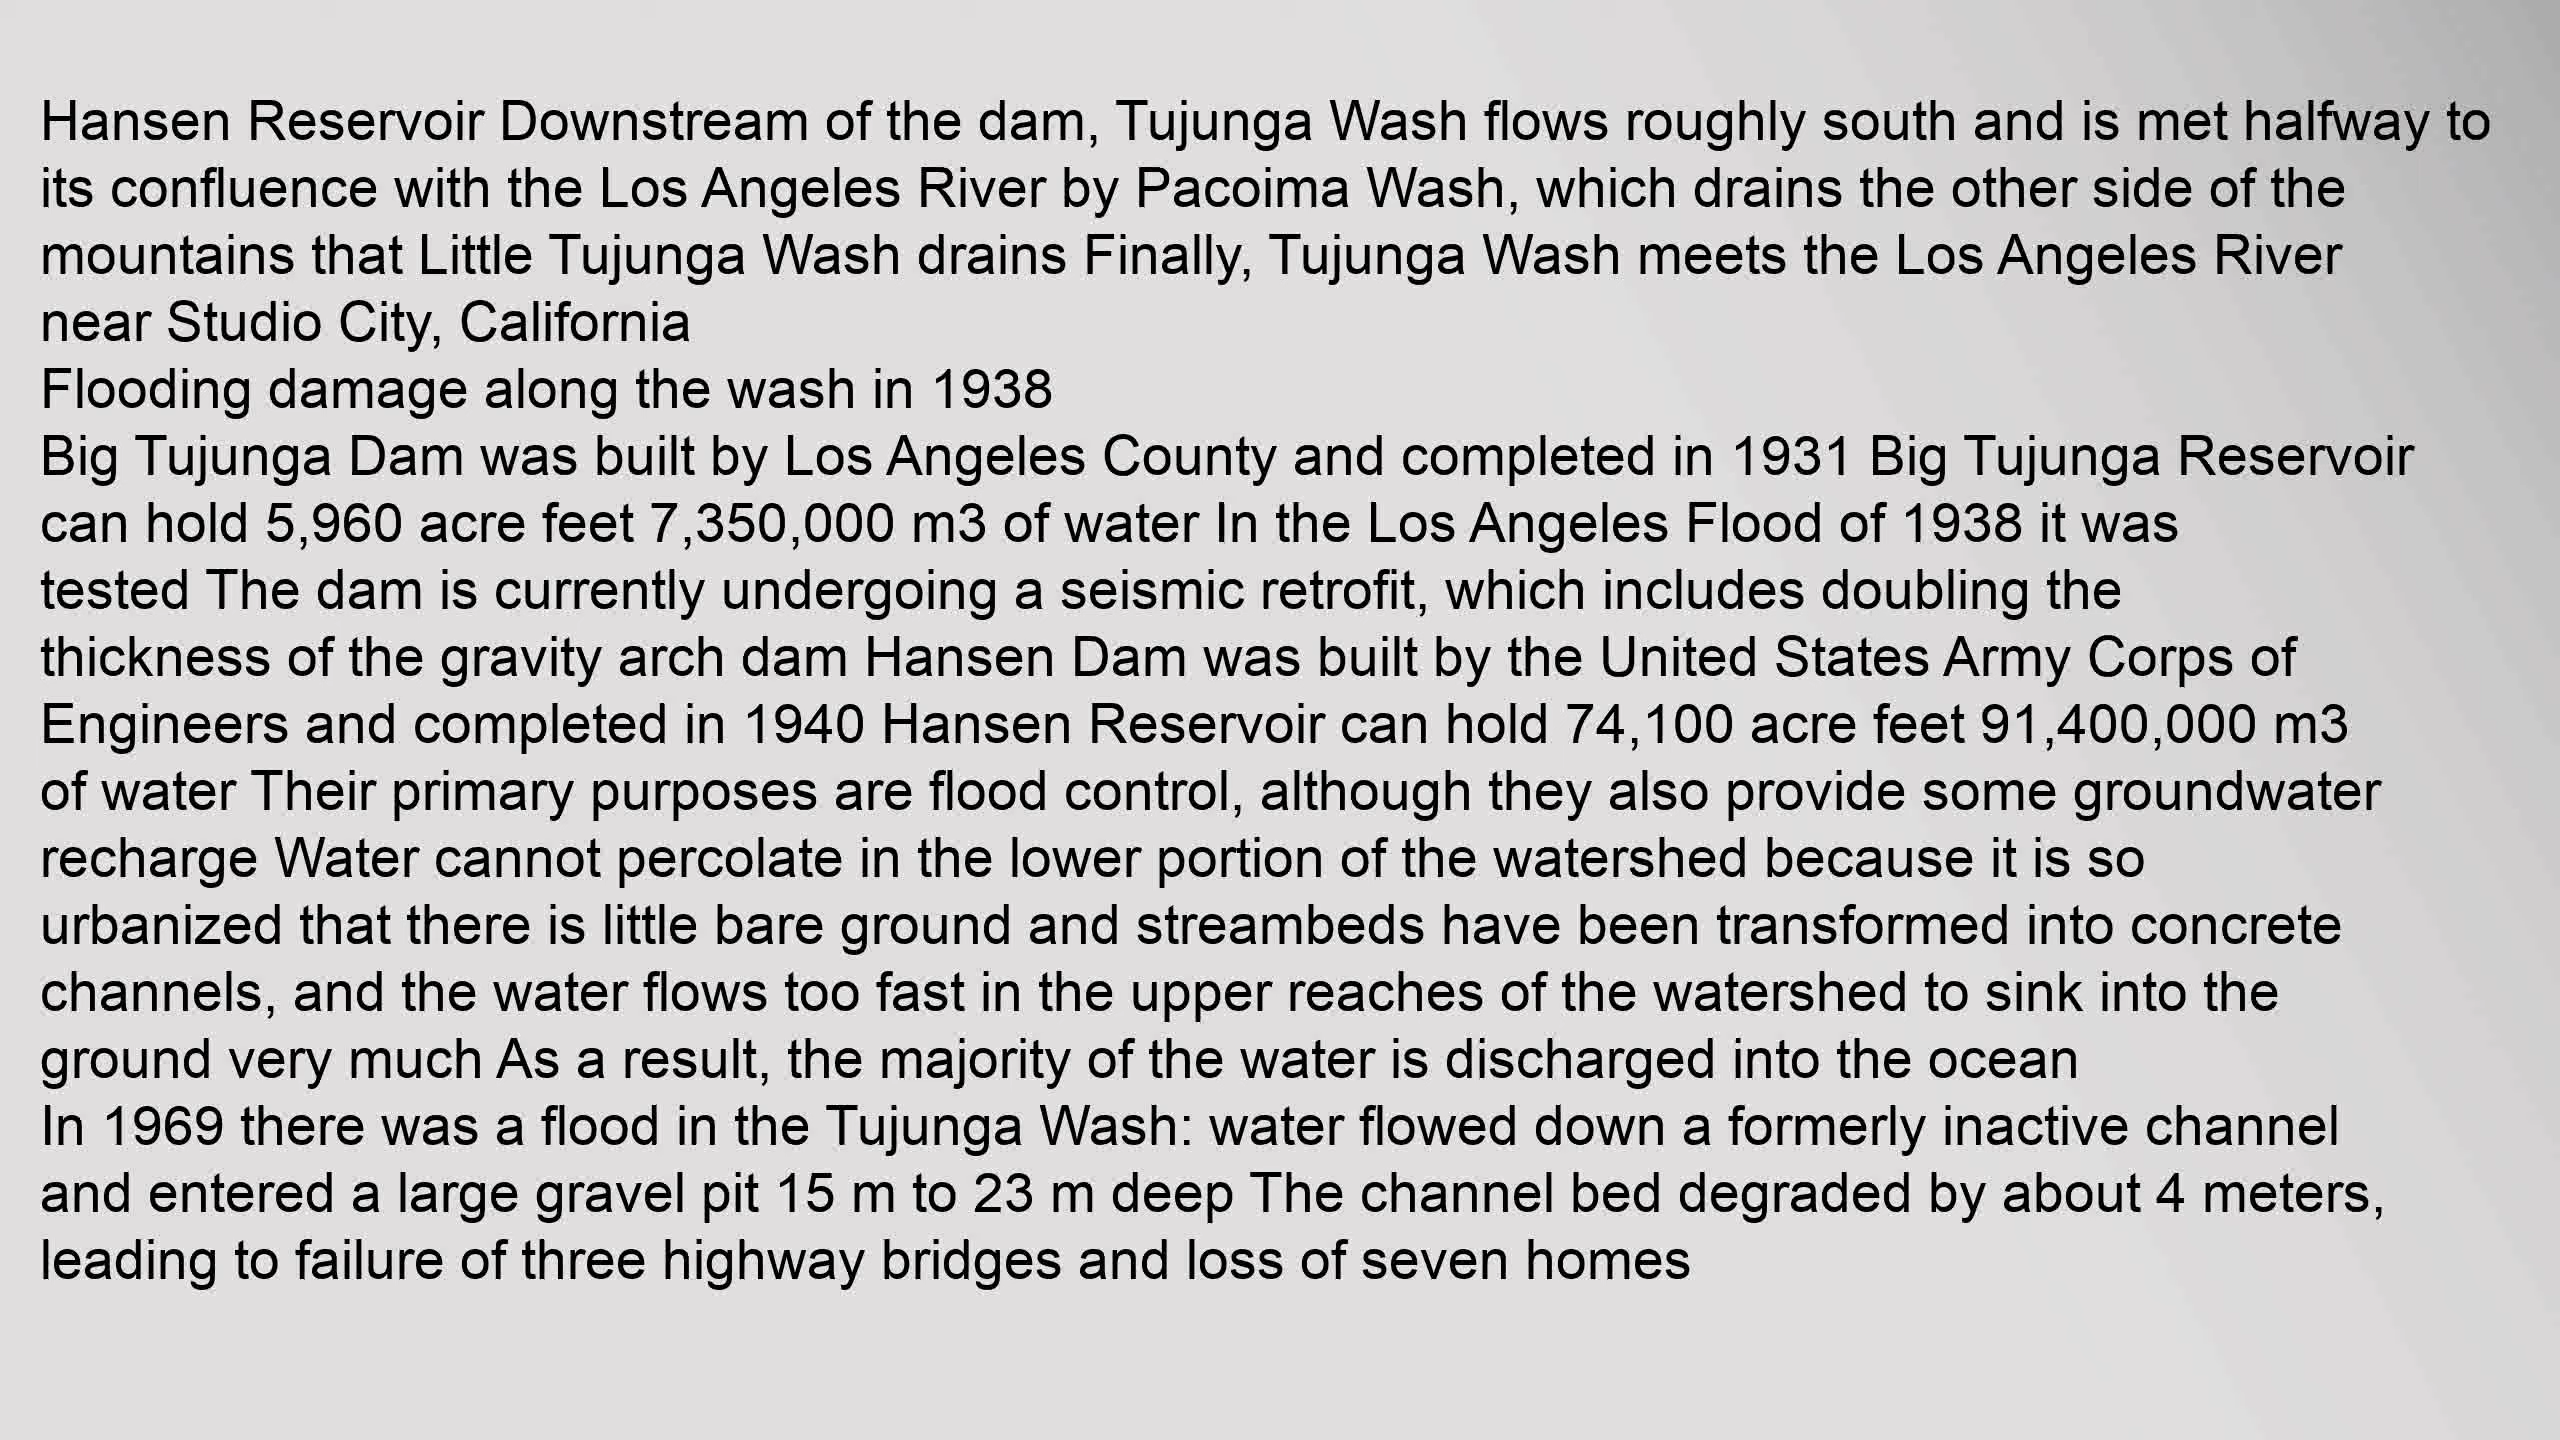 Hansen Reservoir Downstream of the dam, Tujunga Wash flows roughly south and is met halfway to
its confluence with the Los Angeles River by Pacoima Wash, which drains the other side of the
mountains that Little Tujunga Wash drains Finally, Tujunga Wash meets the Los Angeles River
near Studio City, California
Flooding damage along the wash in 1938
Big Tujunga Dam was built by Los Angeles County and completed in 1931 Big Tujunga Reservoir
can hold 5,960 acre feet 7,350,000 m3 of water In the Los Angeles Flood of 1938 it was
tested The dam is currently undergoing a seismic retrofit, which includes doubling the
thickness of the gravity arch dam Hansen Dam was built by the United States Army Corps of
Engineers and completed in 1940 Hansen Reservoir can hold 74,100 acre feet 91,400,000 m3
of water Their primary purposes are flood control, although they also provide some groundwater
recharge Water cannot percolate in the lower portion of the watershed because it is so
urbanized that there is little bare ground and streambeds have been transformed into concrete
channels, and the water flows too fast in the upper reaches of the watershed to sink into the
ground very much As a result, the majority of the water is discharged into the ocean
In 1969 there was a flood in the Tujunga Wash: water flowed down a formerly inactive channel
and entered a large gravel pit 15 m to 23 m deep The channel bed degraded by about 4 meters,
leading to failure of three highway bridges and loss of seven homes